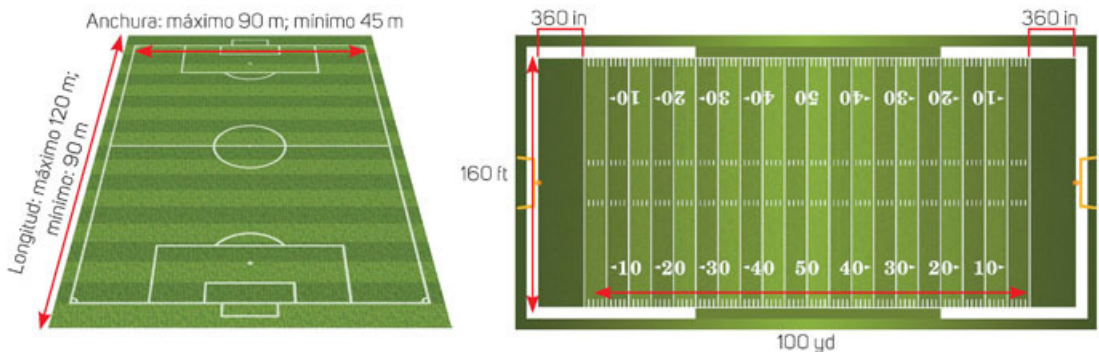 Anchura: máximo 90 m; mínimo 45 m
Longitud: máximo 120 m;
mínimo: 90 m
360 in
360 in
10 20 30 40 50 40 30 20 10
160 ft
10 20 30 40 50 40 30 20 10
100 yd